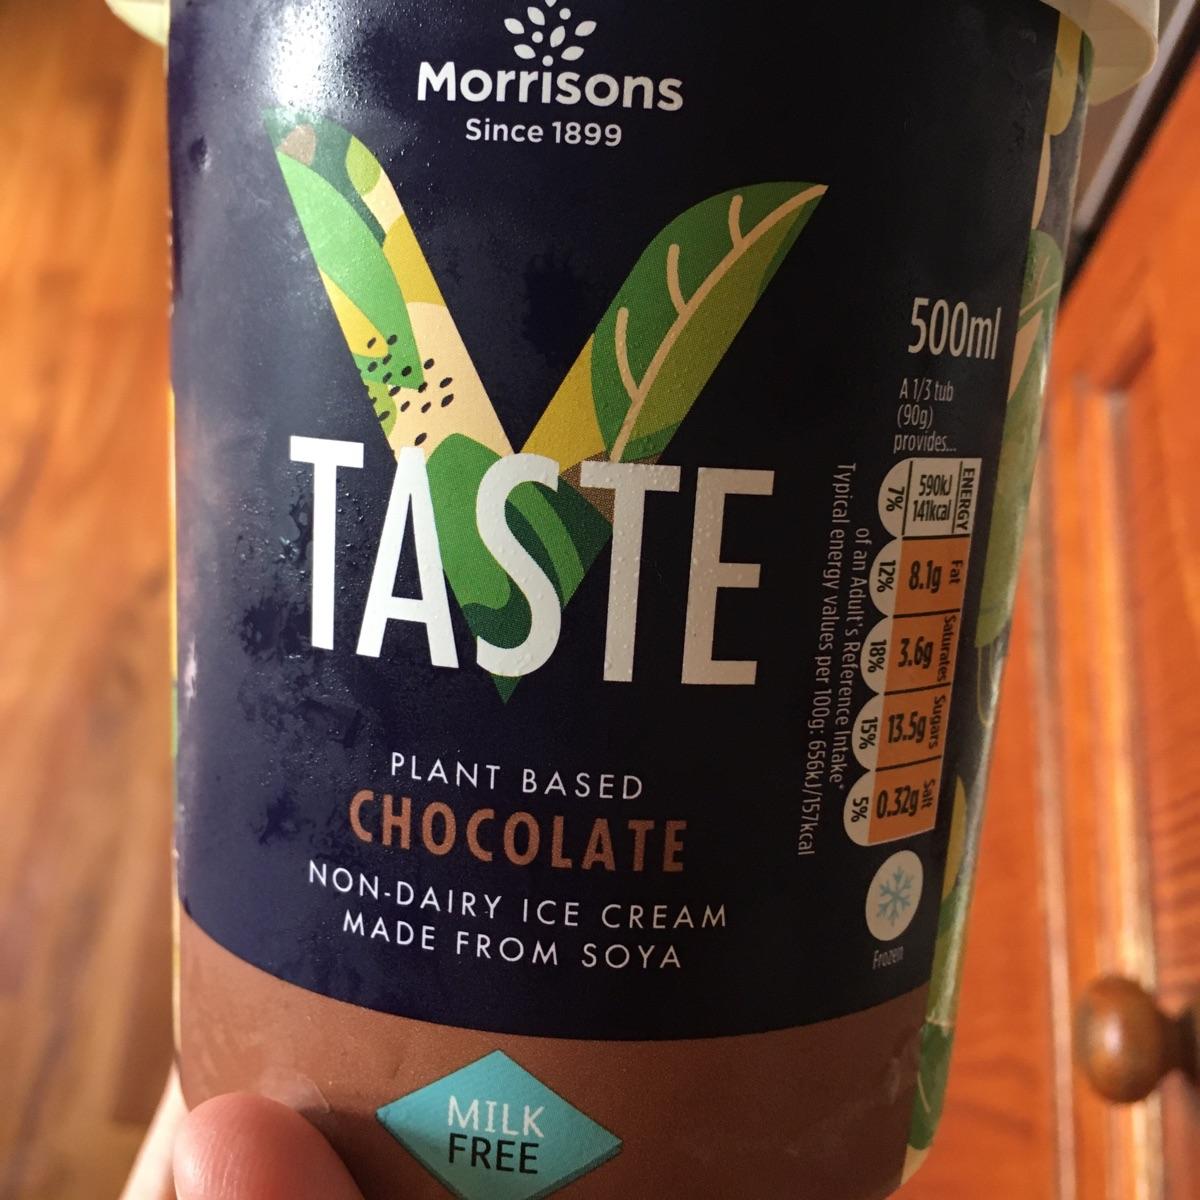 Morrisons
Since 1899
V
TASTE
PLANT BASED
CHOCOLATE
NON-DAIRY ICE CREAM
MADE FROM SOYA
MILK
FREE
500ml
A 1/3 tub
(90g)
provides...
ENERGY
590kJ
141kcal
7%
Fat
8.1g
12%
Saturates
3.6g
18%
Sugars
13.5g
15%
Salt
0.32g
5%
of an Adult's Reference Intake*
Typical energy values per 100g: 656kJ/157kcal
Frozen